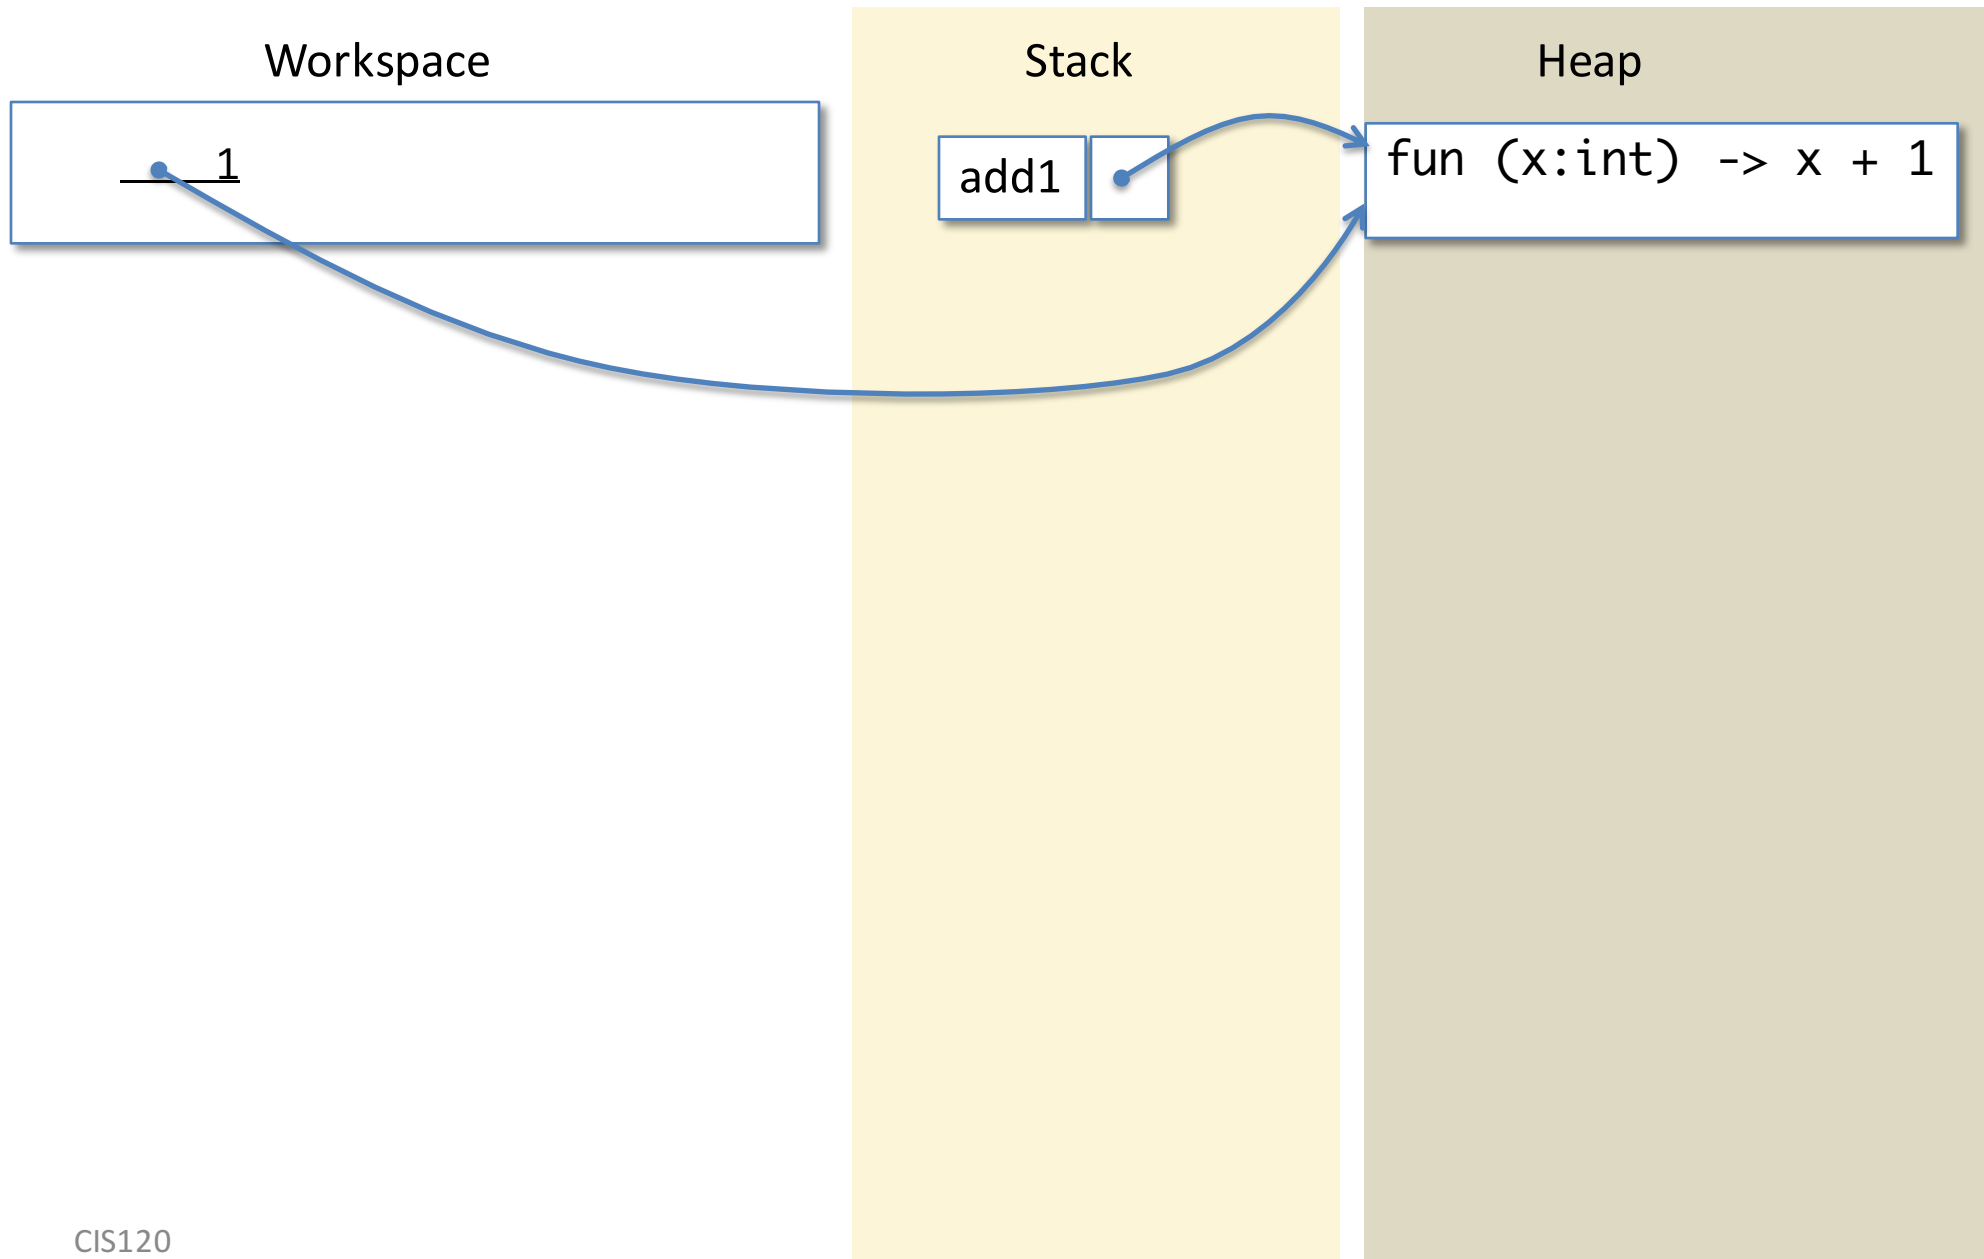 Workspace
Stack
Heap
1
add1
fun (x:int) -> x + 1
CIS120